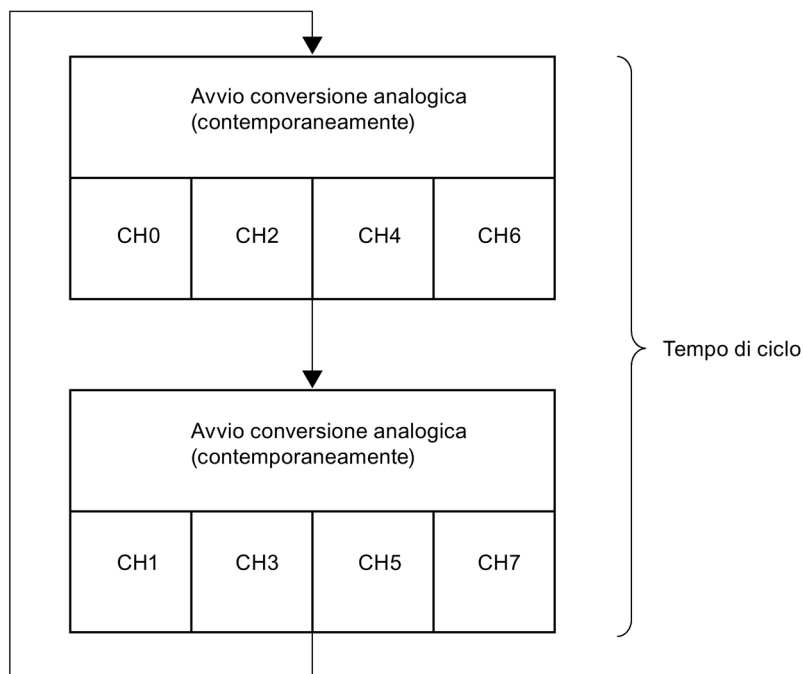 Avvio conversione analogica
(contemporaneamente)
CH0 CH2 CH4 CH6
Tempo di ciclo
Avvio conversione analogica
(contemporaneamente)
CH1 CH3 CH5 CH7